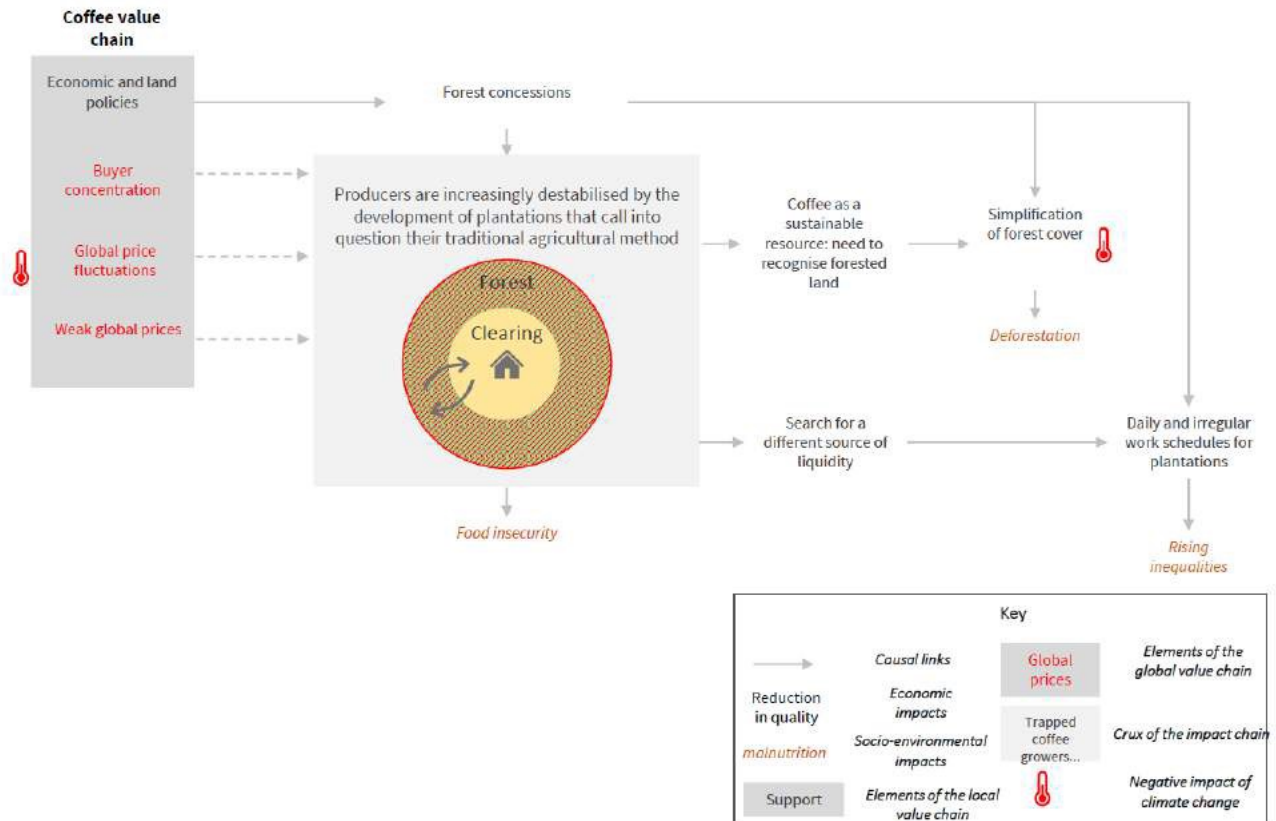 Coffee value
chain
Economic and land
policies
Buyer
concentration
Global price
fluctuations
Weak global prices
Forest concessions
Producers are increasingly destabilised by the
development of plantations that call into
question their traditional agricultural method
Forest
Clearing
Food insecurity
Coffee as a
sustainable
resource: need to
recognise forested
land
Simplification
of forest cover
Deforestation
Search for a
different source of
liquidity
Daily and irregular
work schedules for
plantations
Rising
inequalities
Key
Causal links
Reduction
in quality
Economic
impacts
malnutrition
Socio-environmental
impacts
Support
Elements of the local
value chain
Global
prices
Elements of the
global value chain
Trapped
coffee
growers...
Crux of the impact chain
Negative impact of
climate change